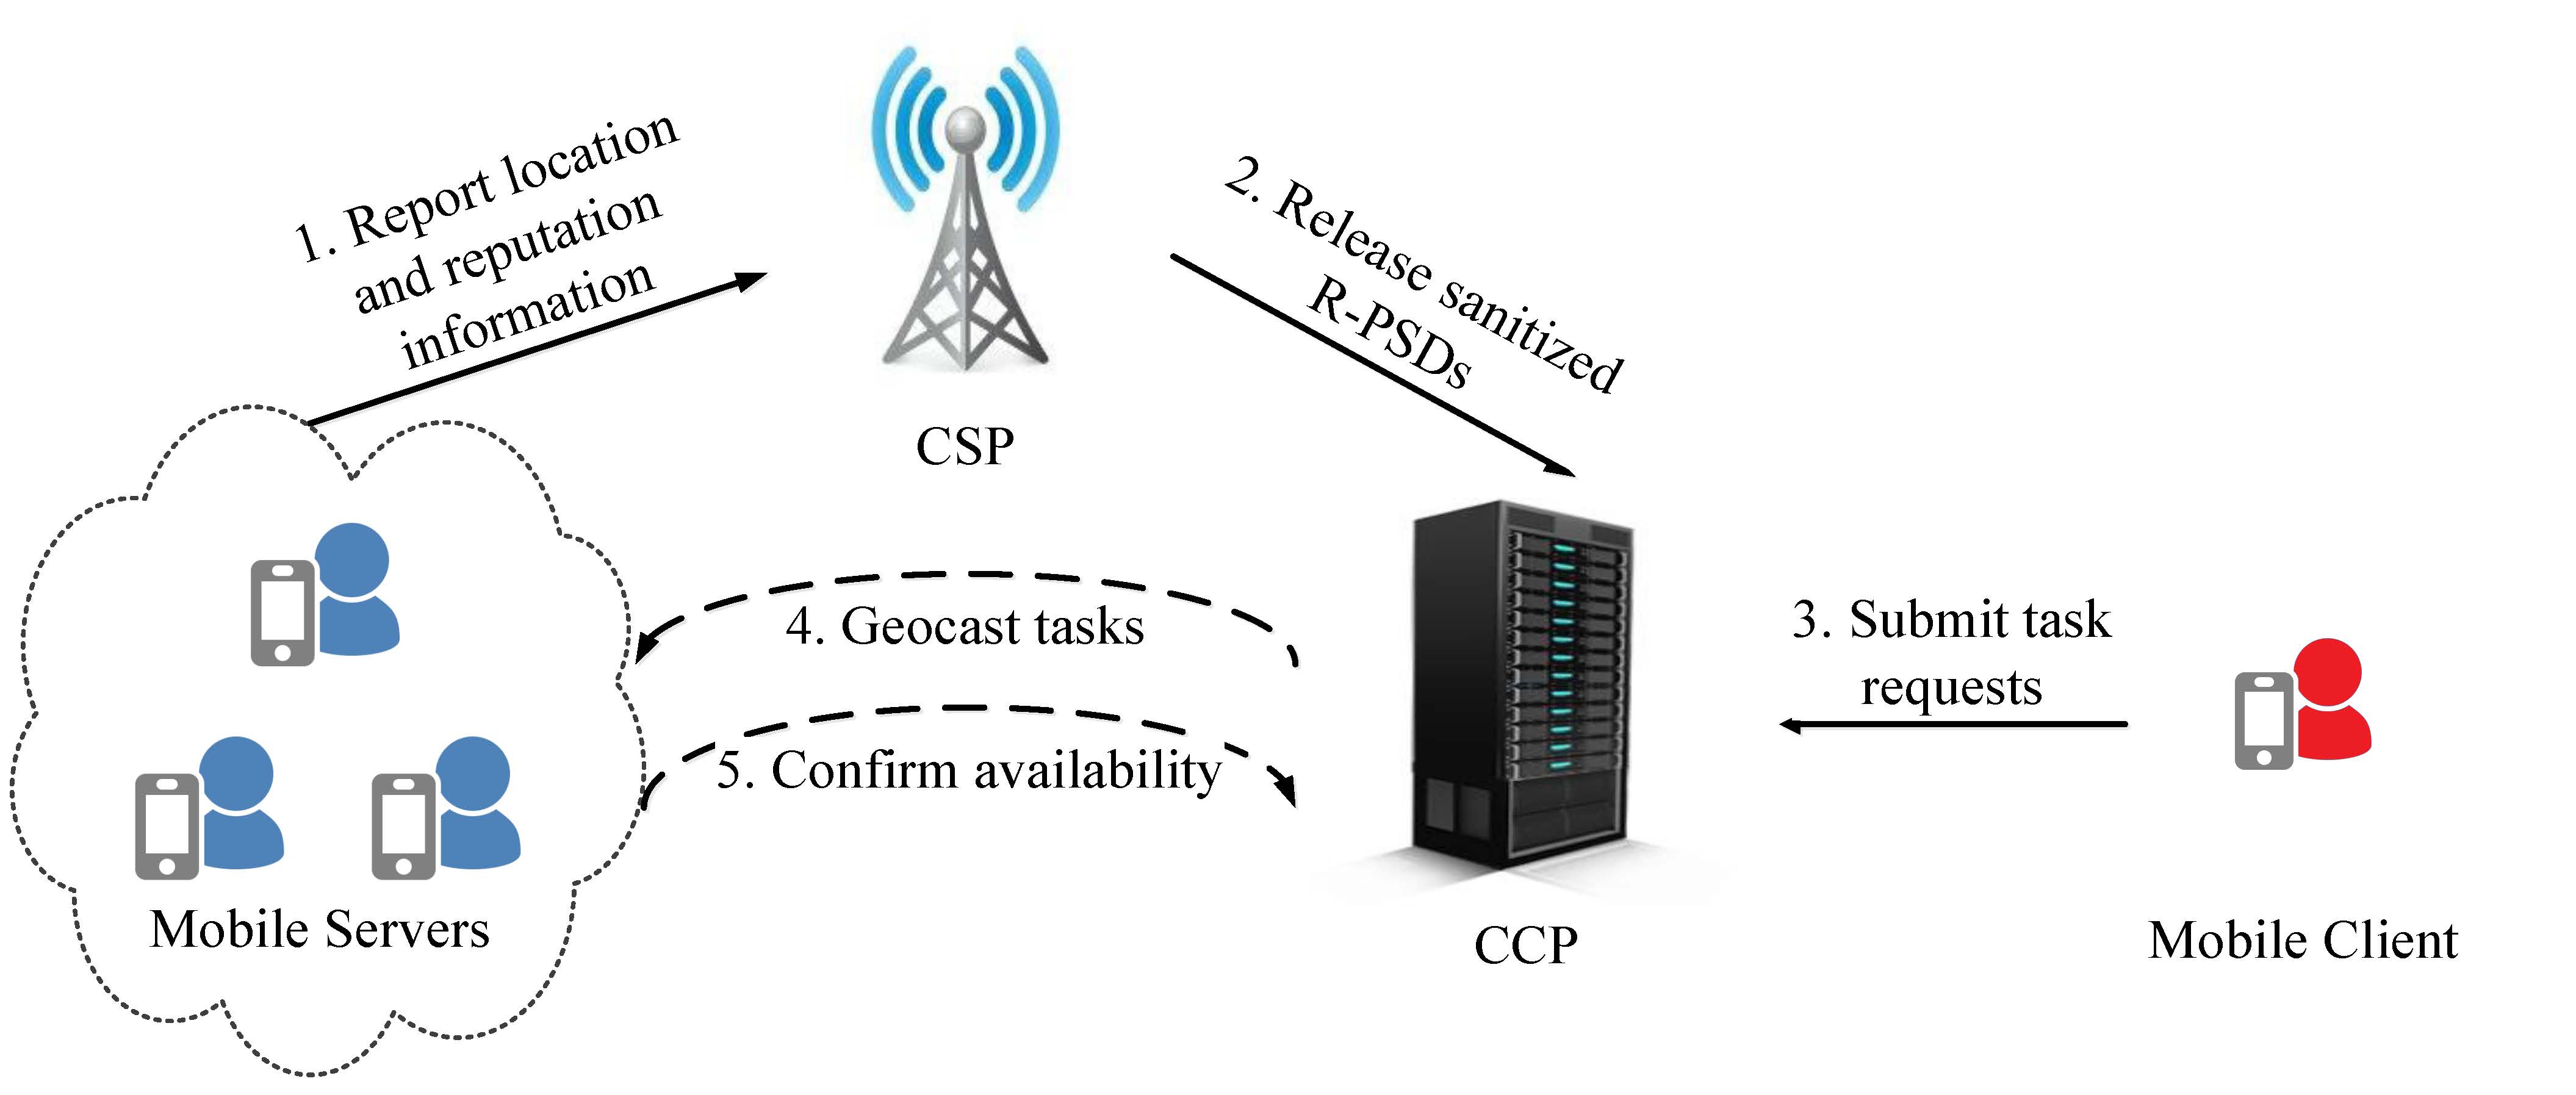 1. Report location
and reputation
information
2. Release sanitized
R-PSDs
CSP
4. Geocast tasks
3. Submit task
requests
5. Confirm availability
Mobile Servers
CCP
Mobile Client